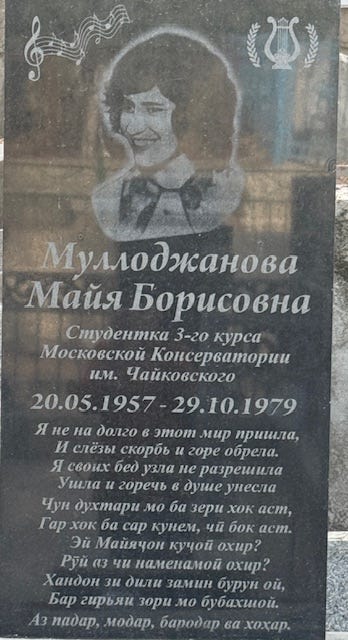 Муллоджанова
Майя Борисовна
Студентка 3-го курса
Московской Консерватории
им. Чайковского
20.05.1957 - 29.10.1979
Я не на долго в этот мир пришла,
И слёзы скорбь и горе обрела.
Я своих бед узла не разрешила
Ушла и горечь в душе унесла
Чун духтари мо ба зери хок аст,
Гар хок ба сар кунем, чӣ бок аст.
Эй Майяҷон куҷоӣ охир?
Рӯй аз чи наменамоӣ охир?
Хандон зи дили замин бурун ой,
Бар гирьяи зори мо бубахшой.
Аз падар, модар, бародар ва хоҳар.